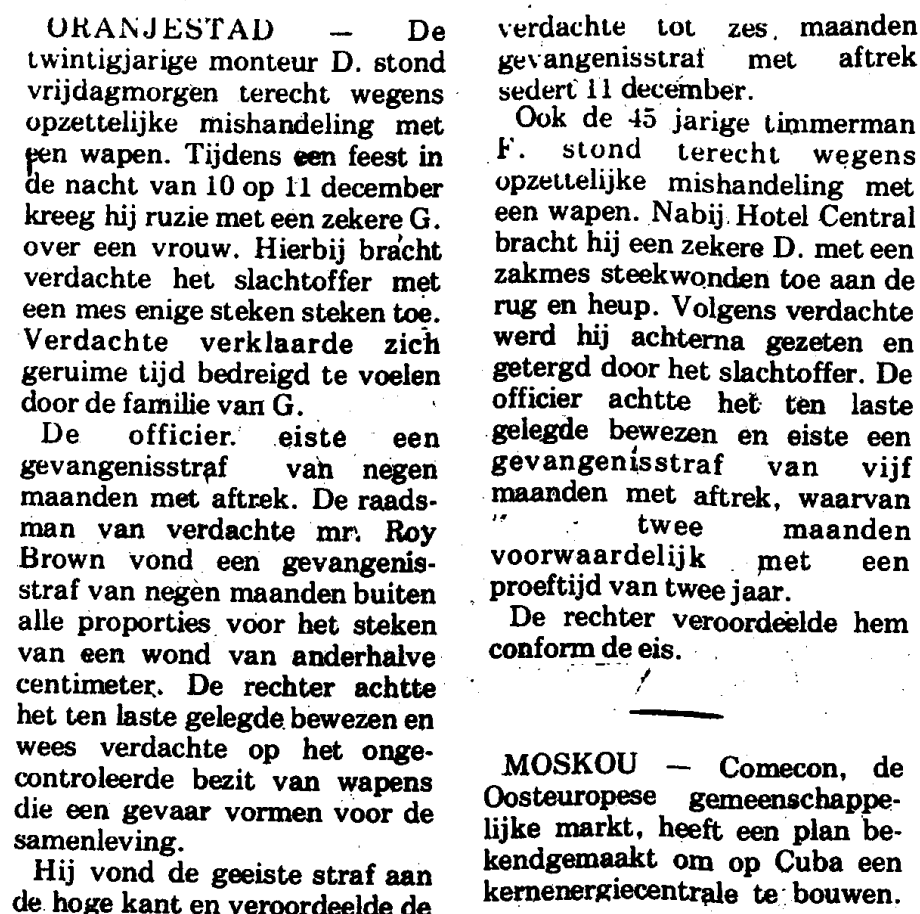 ORANJESTAD — De
twintigjarige monteur D. stond
vrijdagmorgen terecht wegens
opzettelijke mishandeling met
een wapen. Tijdens een feest in
de nacht van 10 op 11 december
kreeg hij ruzie met een zekere G.
over een vrouw. Hierbij bracht
verdachte het slachtoffer met
een mes enige steken steken toe.
Verdachte verklaarde zich
geruime tijd bedreigd te voelen
door de familie van G.
De officier. eiste een
gevangenisstraf van negen
maanden met aftrek. De raads-
man van verdachte mr. Roy
Brown vond een gevangenis-
straf van negen maanden buiten
alle proporties voor het steken
van een wond van anderhalve
centimeter. De rechter achtte
het ten laste gelegde bewezen en
wees verdachte op het onge-
controleerde bezit van wapens
die een gevaar vormen voor de
samenleving.
Hij vond de geeiste straf aan
de hoge kant en veroordeelde de
verdachte tot zes maanden
gevangenisstraf met aftrek
sedert 11 december.
Ook de 45 jarige timmerman
F. stond terecht wegens
opzettelijke mishandeling met
een wapen. Nabij Hotel Central
bracht hij een zekere D. met een
zakmes steekwonden toe aan de
rug en heup. Volgens verdachte
werd hij achterna gezeten en
getergd door het slachtoffer. De
officier achtte het ten laste
gelegde bewezen en eiste een
gevangenisstraf van vijf
maanden met aftrek, waarvan
twee maanden
voorwaardelijk met een
proeftijd van twee jaar.
De rechter veroordeelde hem
conform de eis.
MOSKOU — Comecon, de
Oosteuropese gemeenschappe-
lijke markt, heeft een plan be-
kendgemaakt om op Cuba een
kernenergiecentrale te bouwen.